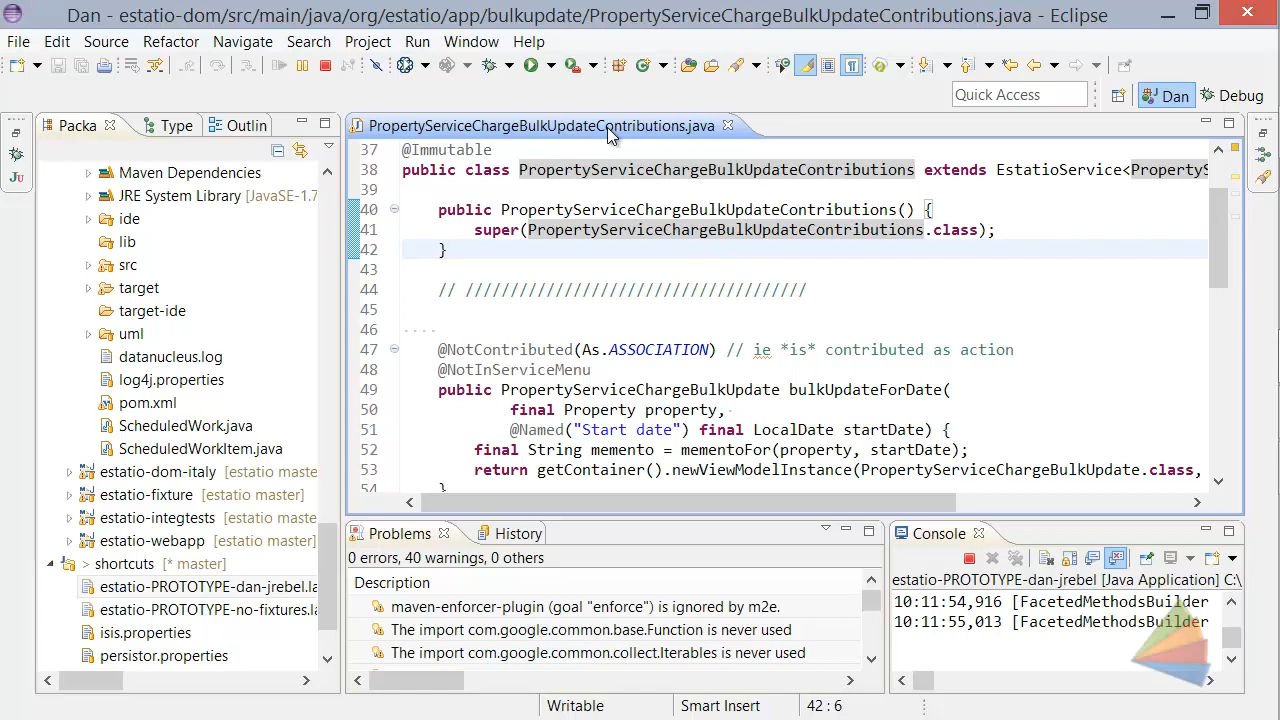 Dan - estatio-dom/src/main/java/org/estatio/app/bulkupdate/PropertyServiceChargeBulkUpdateContributions.java - Eclipse
File Edit Source Refactor Navigate Search Project Run Window Help
Quick Access
Dan
Debug
Packa
Type
Outlin
PropertyServiceChargeBulkUpdateContributions.java
Maven Dependencies
JRE System Library [JavaSE-1.7
ide
lib
src
target
target-ide
uml
datanucleus.log
log4j.properties
pom.xml
ScheduledWork.java
ScheduledWorkItem.java
estatio-dom-italy [estatio master]
estatio-fixture [estatio master]
estatio-integtests [estatio maste
estatio-webapp [estatio master]
> shortcuts [* master]
estatio-PROTOTYPE-dan-jrebel.la
estatio-PROTOTYPE-no-fixtures.la
isis.properties
persistor.properties
37 @Immutable
38 public class PropertyServiceChargeBulkUpdateContributions extends EstatioService<PropertyS
39
40 public PropertyServiceChargeBulkUpdateContributions() {
41 super(PropertyServiceChargeBulkUpdateContributions.class);
42 }
43
44 // //////////////////////////////////////
45
46 ....
47 @NotContributed(As.ASSOCIATION) // ie *is* contributed as action
48 @NotInServiceMenu
49 public PropertyServiceChargeBulkUpdate bulkUpdateForDate(
50 final Property property,
51 @Named("Start date") final LocalDate startDate) {
52 final String memento = mementoFor(property, startDate);
53 return getContainer().newViewModelInstance(PropertyServiceChargeBulkUpdate.class,
54 }
Problems
History
0 errors, 40 warnings, 0 others
Description
maven-enforcer-plugin (goal "enforce") is ignored by m2e.
The import com.google.common.base.Function is never used
The import com.google.common.collect.Iterables is never used
Console
estatio-PROTOTYPE-dan-jrebel [Java Application] C:\
10:11:54,916 [FacetedMethodsBuilder
10:11:55,013 [FacetedMethodsBuilder
Writable
Smart Insert
42 : 6